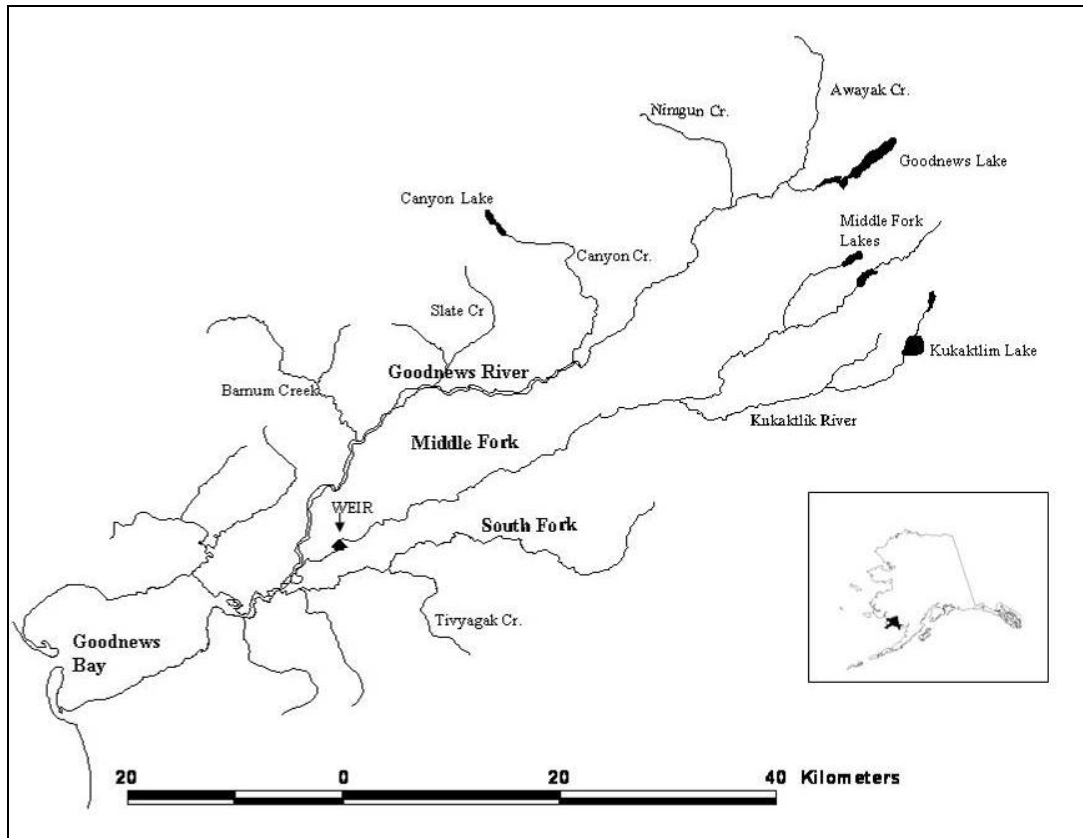 Awayak Cr.
Nimgun Cr.
Goodnews Lake
Canyon Lake
Middle Fork
Lakes
Canyon Cr.
Slate Cr
Kukaktlim Lake
Goodnews River
Barnum Creek
Kukaktlik River
Middle Fork
WEIR
South Fork
Tivyagak Cr.
Goodnews
Bay
20 0 20 40 Kilometers